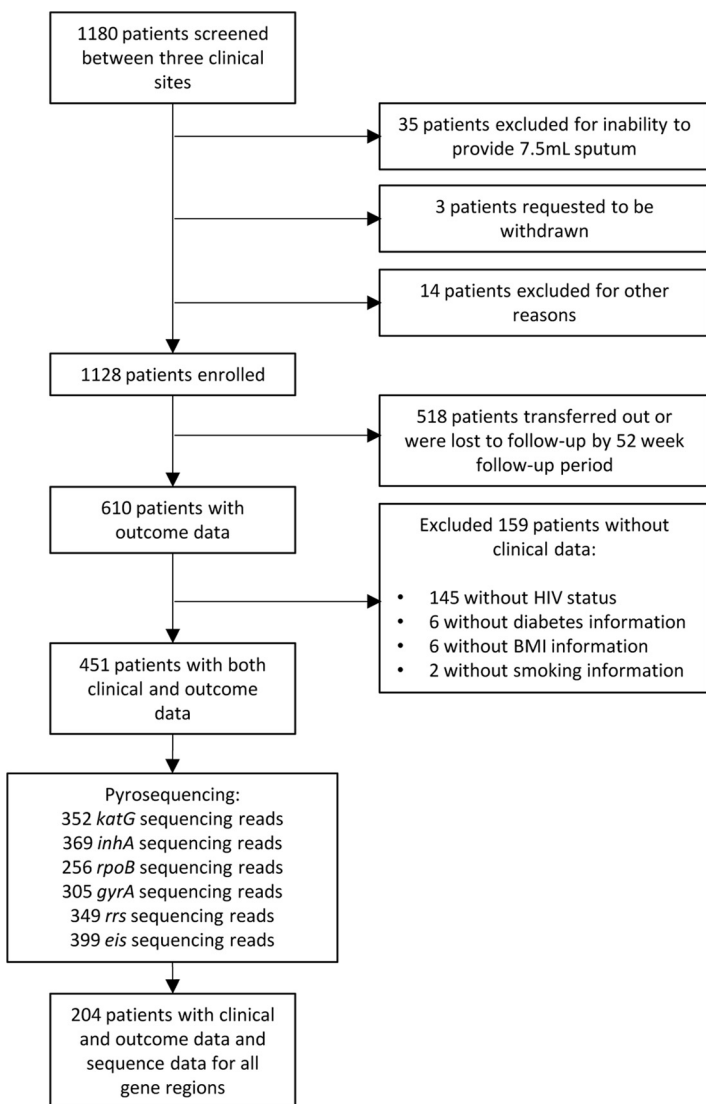 1180 patients screened
between three clinical
sites
35 patients excluded for inability to
provide 7.5mL sputum
3 patients requested to be
withdrawn
14 patients excluded for other
reasons
1128 patients enrolled
518 patients transferred out or
were lost to follow-up by 52 week
follow-up period
610 patients with
outcome data
Excluded 159 patients without
clinical data:
• 145 without HIV status
• 6 without diabetes information
• 6 without BMI information
• 2 without smoking information
451 patients with both
clinical and outcome
data
Pyrosequencing:
352 katG sequencing reads
369 inhA sequencing reads
256 rpoB sequencing reads
305 gyrA sequencing reads
349 rrs sequencing reads
399 eis sequencing reads
204 patients with clinical
and outcome data and
sequence data for all
gene regions